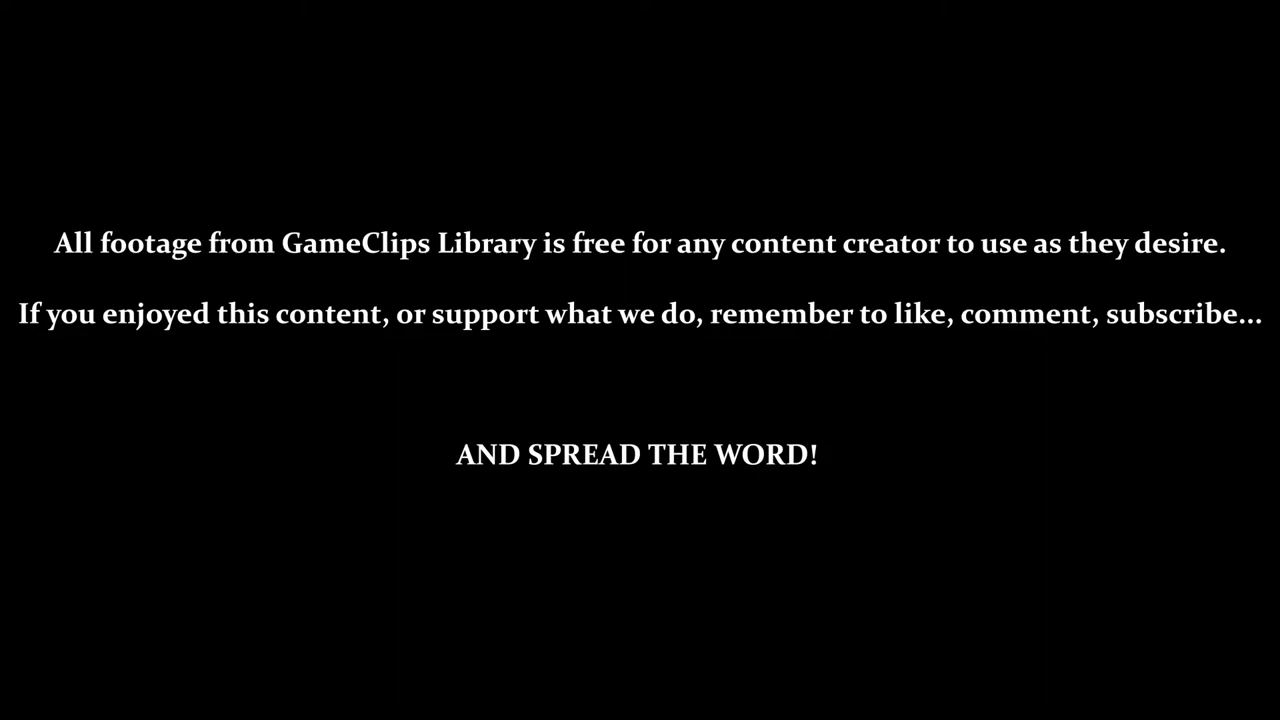 All footage from GameClips Library is free for any content creator to use as they desire.
If you enjoyed this content, or support what we do, remember to like, comment, subscribe...
AND SPREAD THE WORD!